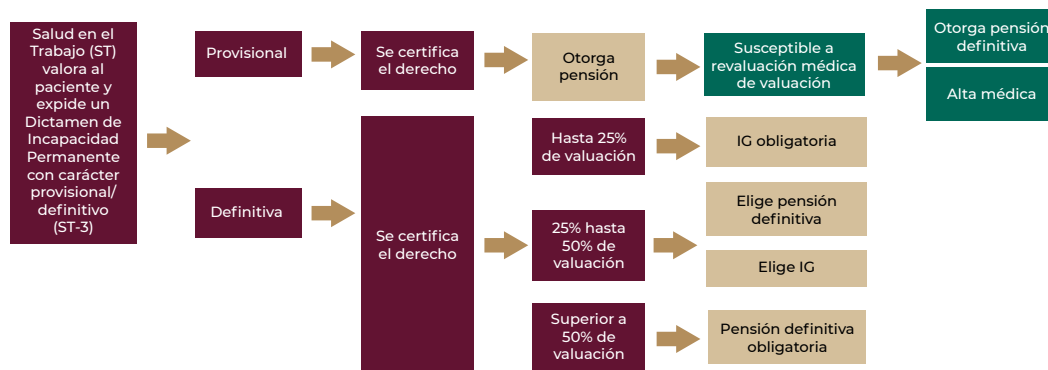 Salud en el
Trabajo (ST)
valora al
paciente y
expide un
Dictamen de
Incapacidad
Permanente
con carácter
provisional/
definitivo
(ST-3)
Provisional
Se certifica
el derecho
Otorga
pensión
Susceptible a
revaluación médica
de valuación
Otorga pensión
definitiva
Alta médica
Definitiva
Se certifica
el derecho
Hasta 25%
de valuación
IG obligatoria
25% hasta
50% de
valuación
Elige pensión
definitiva
Elige IG
Superior a
50% de
valuación
Pensión definitiva
obligatoria